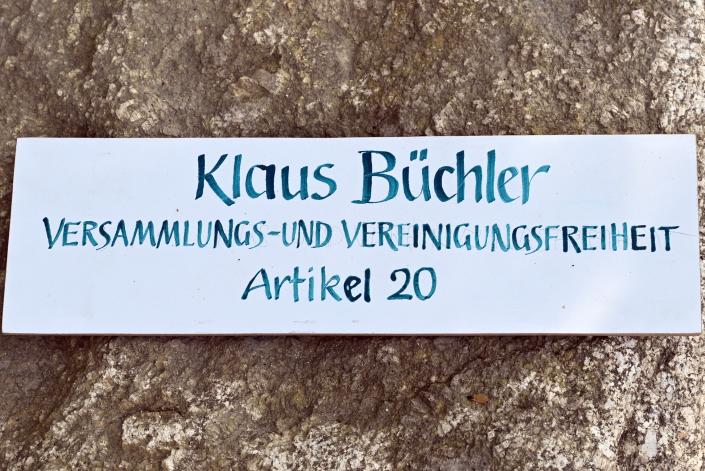 Klaus Büchler
VERSAMMLUNGS-UND VEREINIGUNGSFREIHEIT
Artikel 20